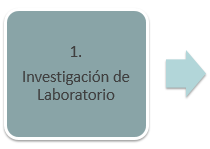 1.
Investigación de
Laboratorio